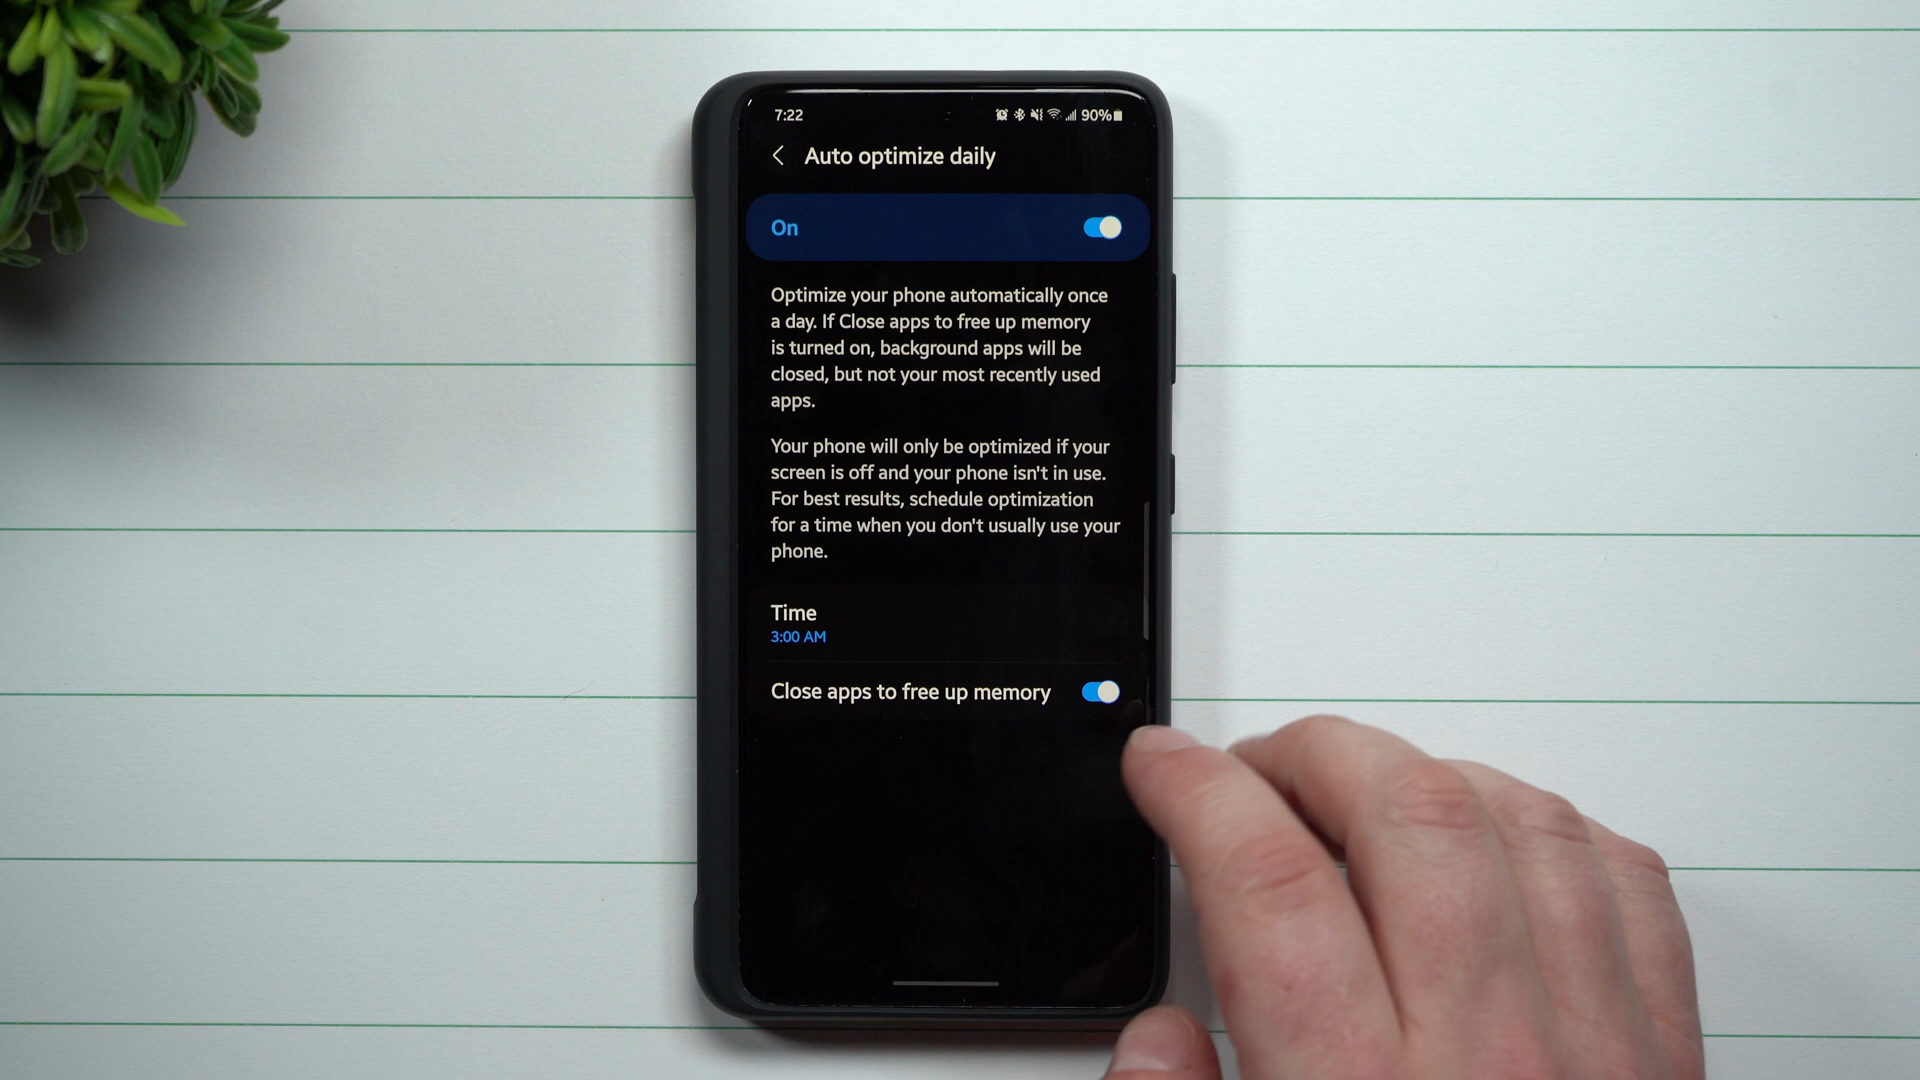 7:22 90%
Auto optimize daily
On
Optimize your phone automatically once
a day. If Close apps to free up memory
is turned on, background apps will be
closed, but not your most recently used
apps.
Your phone will only be optimized if your
screen is off and your phone isn't in use.
For best results, schedule optimization
for a time when you don't usually use your
phone.
Time
3:00 AM
Close apps to free up memory